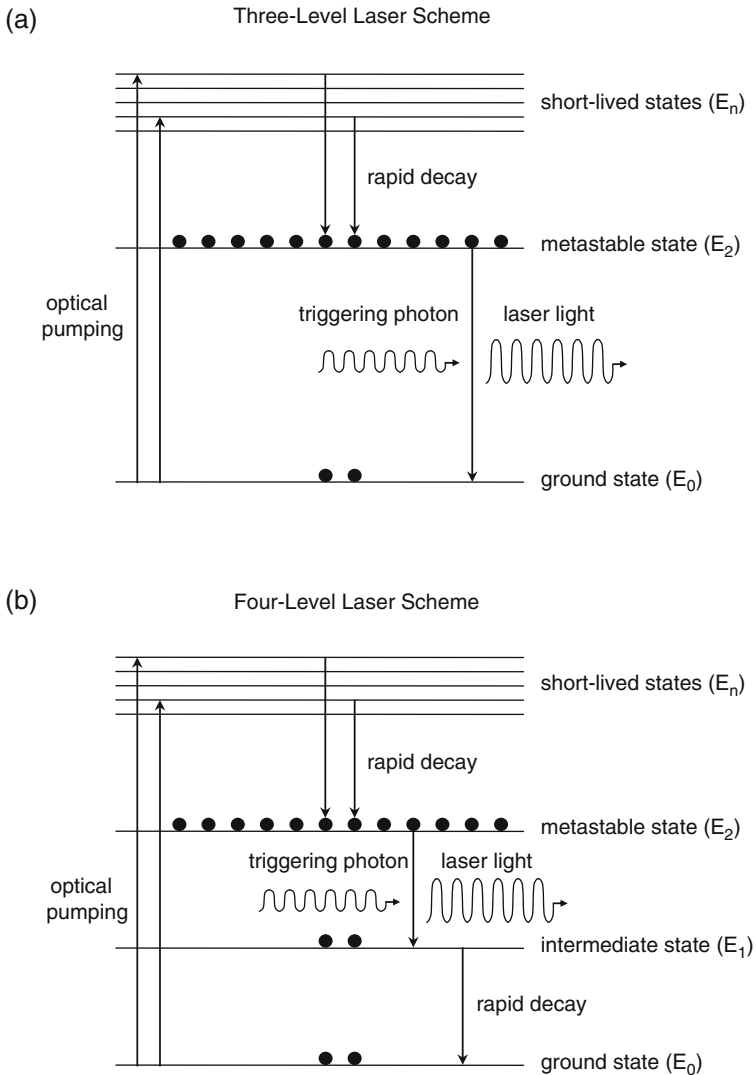 (a)
Three-Level Laser Scheme
short-lived states (Eₙ)
rapid decay
metastable state (E₂)
optical
pumping
triggering photon
laser light
ground state (E₀)
(b)
Four-Level Laser Scheme
short-lived states (Eₙ)
rapid decay
metastable state (E₂)
triggering photon
laser light
optical
pumping
intermediate state (E₁)
rapid decay
ground state (E₀)